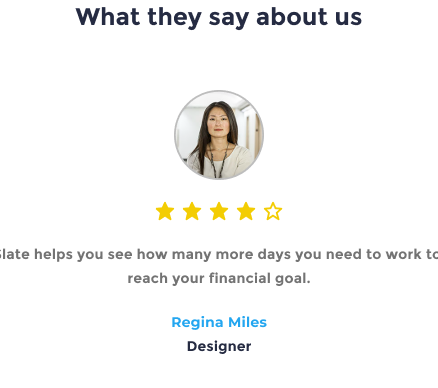 What they say about us
Slate helps you see how many more days you need to work to
reach your financial goal.
Regina Miles
Designer